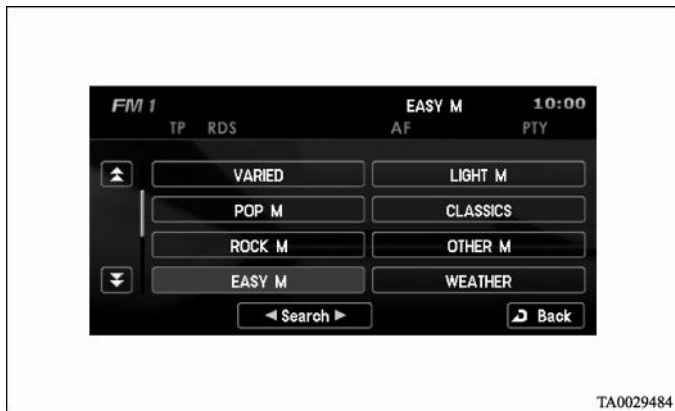 FM 1 EASY M 10:00
TP RDS AF PTY
VARIED LIGHT M
POP M CLASSICS
ROCK M OTHER M
EASY M WEATHER
◄ Search ► Back
TA0029484